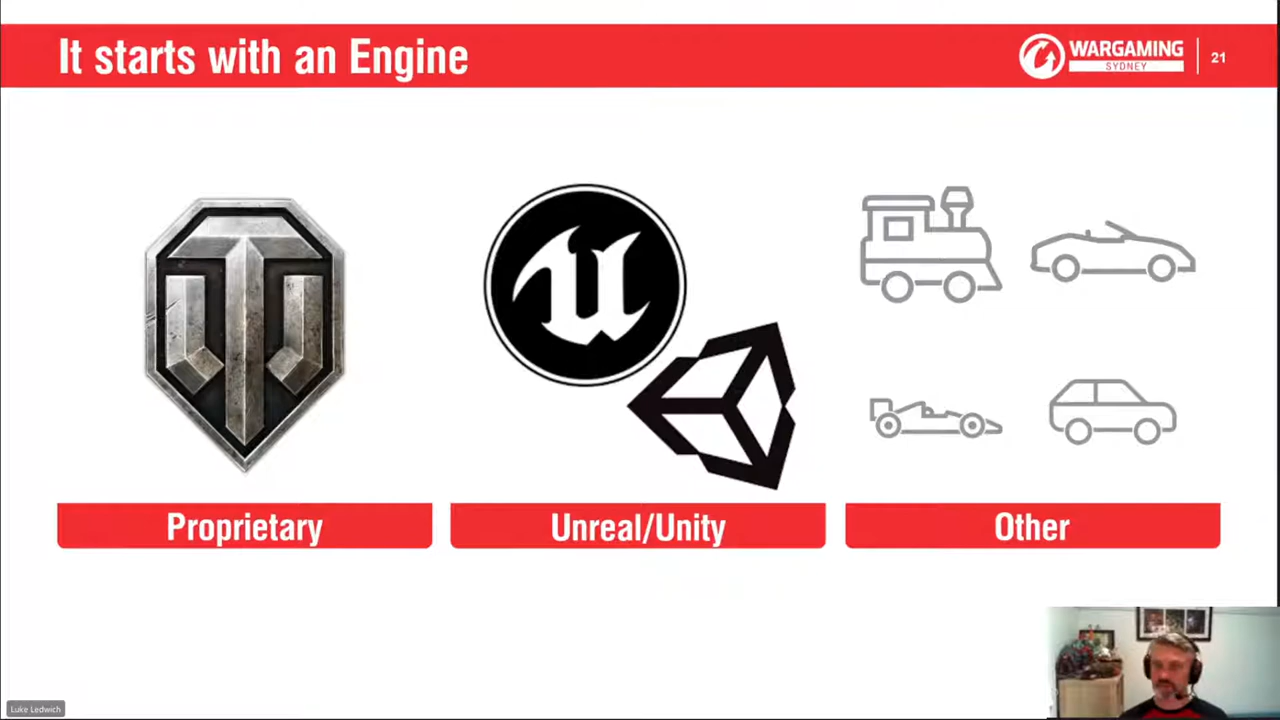 It starts with an Engine
WARGAMING
SYDNEY
21
Proprietary
Unreal/Unity
Other
Luke Ledwich